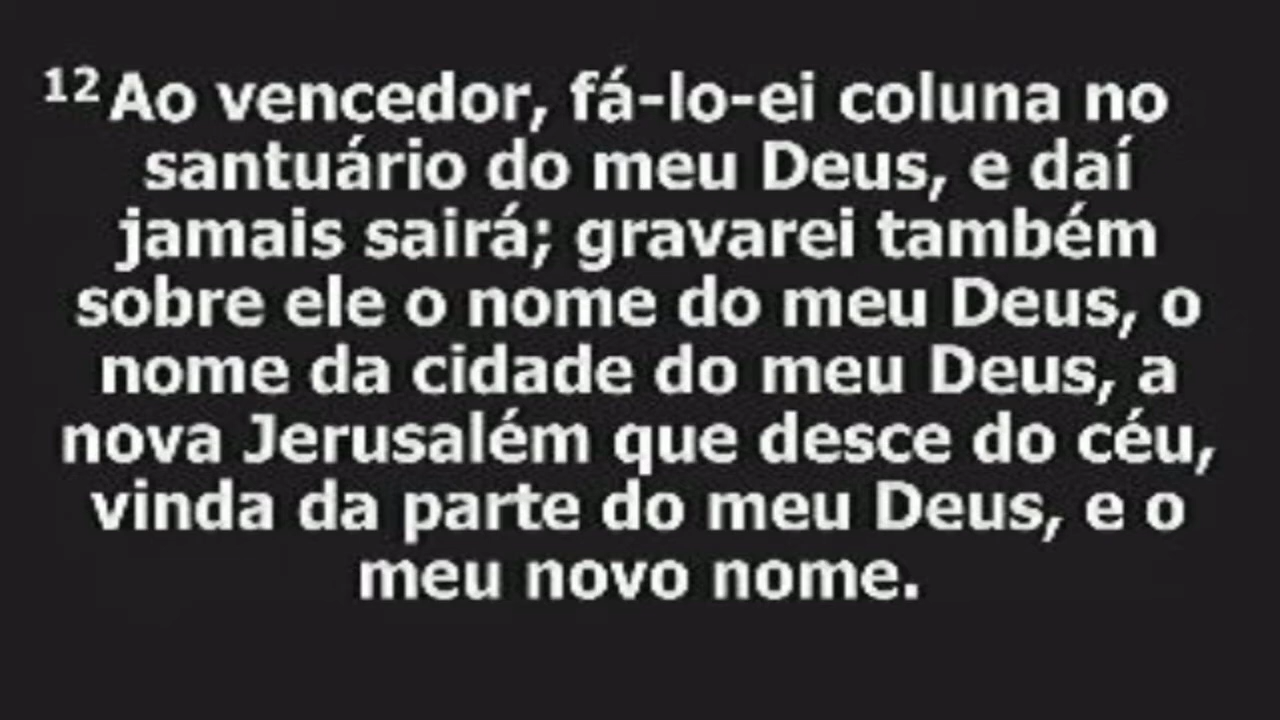 12Ao vencedor, fá-lo-ei coluna no
santuário do meu Deus, e daí
jamais sairá; gravarei também
sobre ele o nome do meu Deus, o
nome da cidade do meu Deus, a
nova Jerusalém que desce do céu,
vinda da parte do meu Deus, e o
meu novo nome.